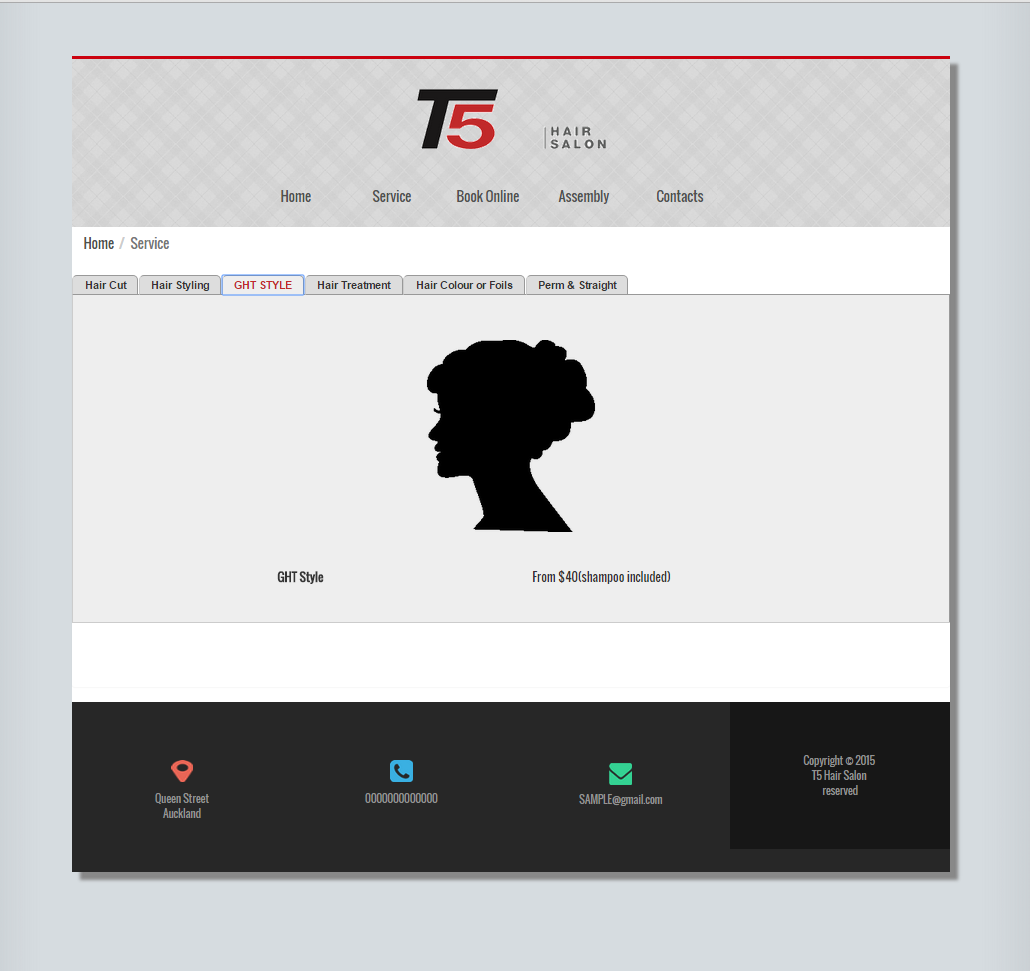 T5
HAIR
SALON
Home Service Book Online Assembly Contacts
Home / Service
Hair Cut Hair Styling GHT STYLE Hair Treatment Hair Colour or Foils Perm & Straight
GHT Style From $40(shampoo included)
Queen Street
Auckland
0000000000000
SAMPLE@gmail.com
Copyright © 2015
T5 Hair Salon
reserved